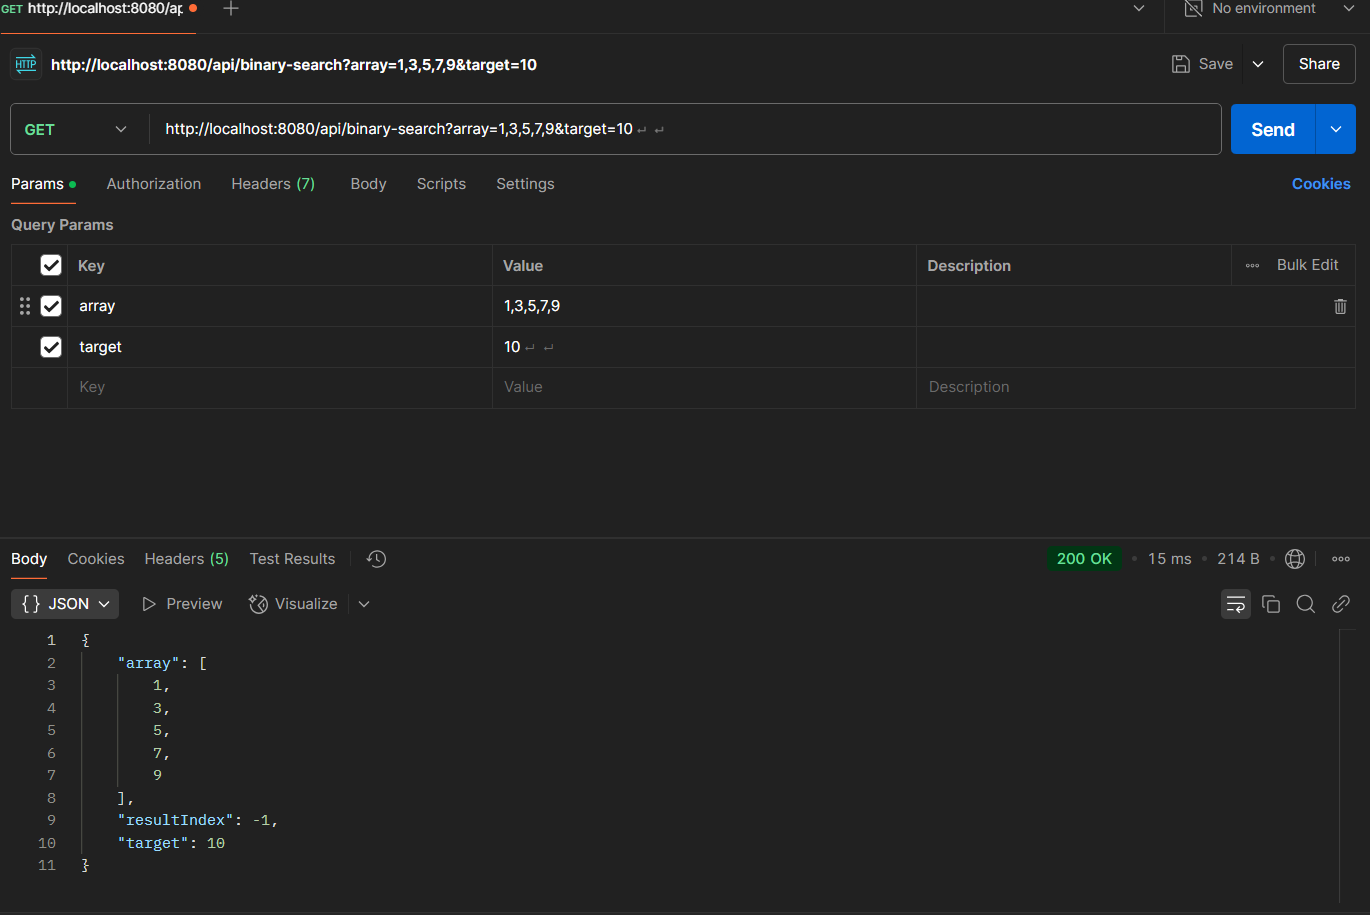 GET http://localhost:8080/ap
No environment
HTTP http://localhost:8080/api/binary-search?array=1,3,5,7,9&target=10
Save
Share
GET
http://localhost:8080/api/binary-search?array=1,3,5,7,9&target=10 ↵ ↵
Send
Params
Authorization
Headers (7)
Body
Scripts
Settings
Cookies
Query Params
Key
Value
Description
Bulk Edit
array
1,3,5,7,9
target
10 ↵ ↵
Key
Value
Description
Body
Cookies
Headers (5)
Test Results
200 OK
15 ms
214 B
{} JSON
Preview
Visualize
1 {
2 "array": [
3 1,
4 3,
5 5,
6 7,
7 9
8 ],
9 "resultIndex": -1,
10 "target": 10
11 }